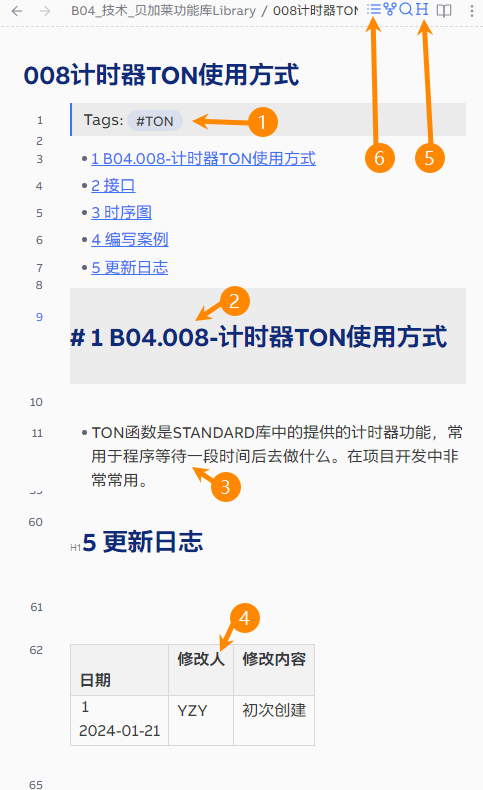 B04_技术_贝加莱功能库Library / 008计时器TON
008计时器TON使用方式
1 Tags: #TON 1
2
3 1 B04.008-计时器TON使用方式 6 5
4 2 接口
5 3 时序图
6 4 编写案例
7 5 更新日志
8
2
9 # 1 B04.008-计时器TON使用方式
10
11 TON函数是STANDARD库中的提供的计时器功能，常
用于程序等待一段时间后去做什么。在项目开发中非
常常用。
3
60 H1 5 更新日志
61
4
62 日期 修改人 修改内容
1
2024-01-21 YZY 初次创建
65